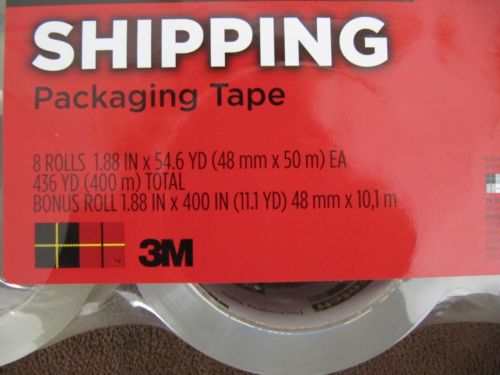 SHIPPING
Packaging Tape
8 ROLLS 1.88 IN x 54.6 YD (48 mm x 50 m) EA
436 YD (400 m) TOTAL
BONUS ROLL 1.88 IN x 400 IN (11.1 YD) 48 mm x 10,1 m
TM
3M